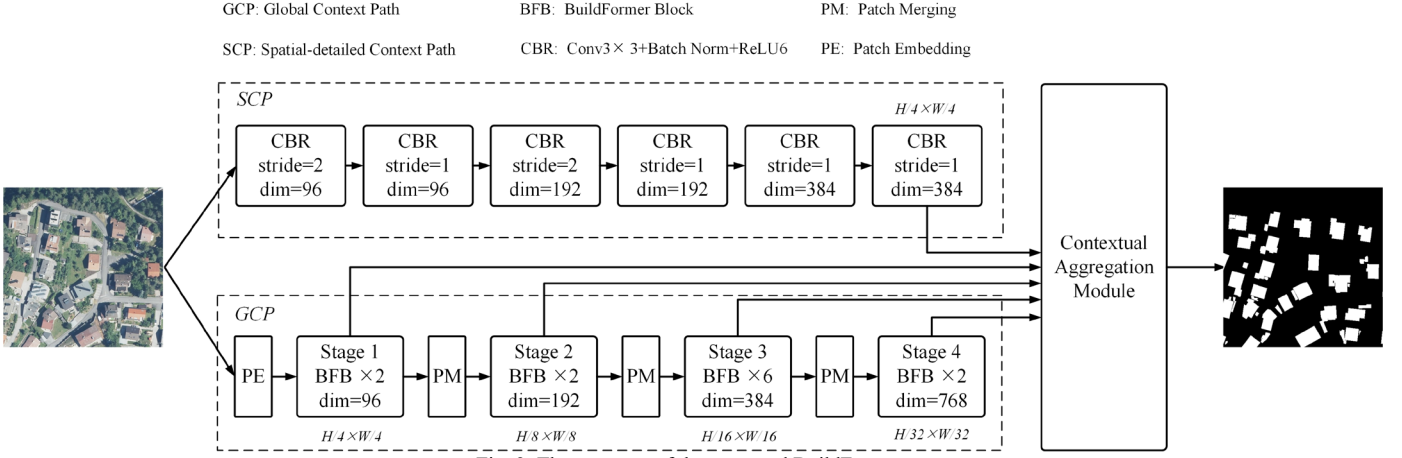 GCP: Global Context Path BFB: BuildFormer Block PM: Patch Merging
SCP: Spatial-detailed Context Path CBR: Conv3×3+Batch Norm+ReLU6 PE: Patch Embedding
SCP
H/4×W/4
CBR
stride=2
dim=96
CBR
stride=1
dim=96
CBR
stride=2
dim=192
CBR
stride=1
dim=192
CBR
stride=1
dim=384
CBR
stride=1
dim=384
Contextual
Aggregation
Module
GCP
PE
Stage 1
BFB ×2
dim=96
H/4×W/4
PM
Stage 2
BFB ×2
dim=192
H/8×W/8
PM
Stage 3
BFB ×6
dim=384
H/16×W/16
PM
Stage 4
BFB ×2
dim=768
H/32×W/32